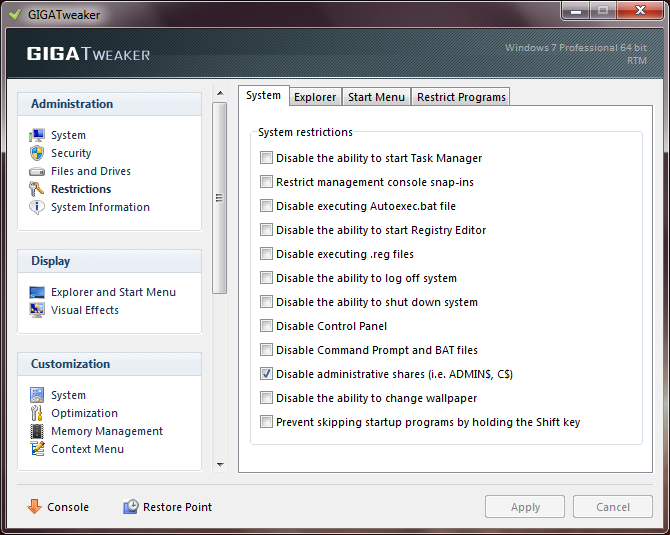 GIGATweaker
GIGATWEAKER
Windows 7 Professional 64 bit
RTM
Administration
System
Security
Files and Drives
Restrictions
System Information
Display
Explorer and Start Menu
Visual Effects
Customization
System
Optimization
Memory Management
Context Menu
System Explorer Start Menu Restrict Programs
System restrictions
Disable the ability to start Task Manager
Restrict management console snap-ins
Disable executing Autoexec.bat file
Disable the ability to start Registry Editor
Disable executing .reg files
Disable the ability to log off system
Disable the ability to shut down system
Disable Control Panel
Disable Command Prompt and BAT files
Disable administrative shares (i.e. ADMIN$, C$)
Disable the ability to change wallpaper
Prevent skipping startup programs by holding the Shift key
Console Restore Point Apply Cancel